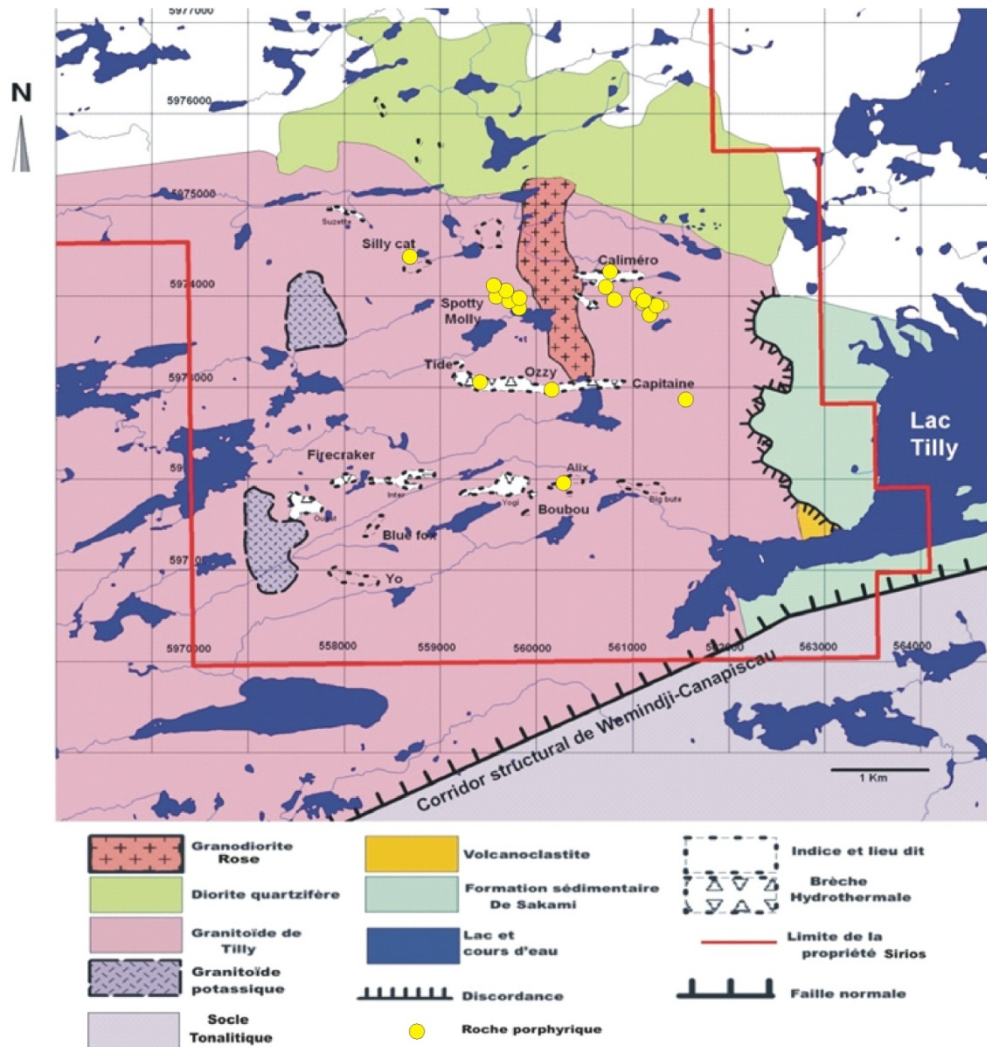 5977000
N
5976000
5975000
Suzette
Silly cat
Caliméro
5974000
Spotty
Molly
Tide
Ozzy
5973000
Capitaine
Lac
Tilly
Firecraker
Alix
Inter
Yogi
Big bute
Boubou
Blue fox
Yo
5970000
558000
559000
560000
561000
562000
563000
564000
Corridor structural de Wemindji-Canapiscau
1 Km
Granodiorite
Rose
Volcanoclastite
Indice et lieu dit
Diorite quartzifère
Formation sédimentaire
De Sakami
Brèche
Hydrothermale
Granitoïde de
Tilly
Lac et
cours d'eau
Limite de la
propriété Sirios
Granitoïde
potassique
Discordance
Faille normale
Socle
Tonalitique
Roche porphyrique